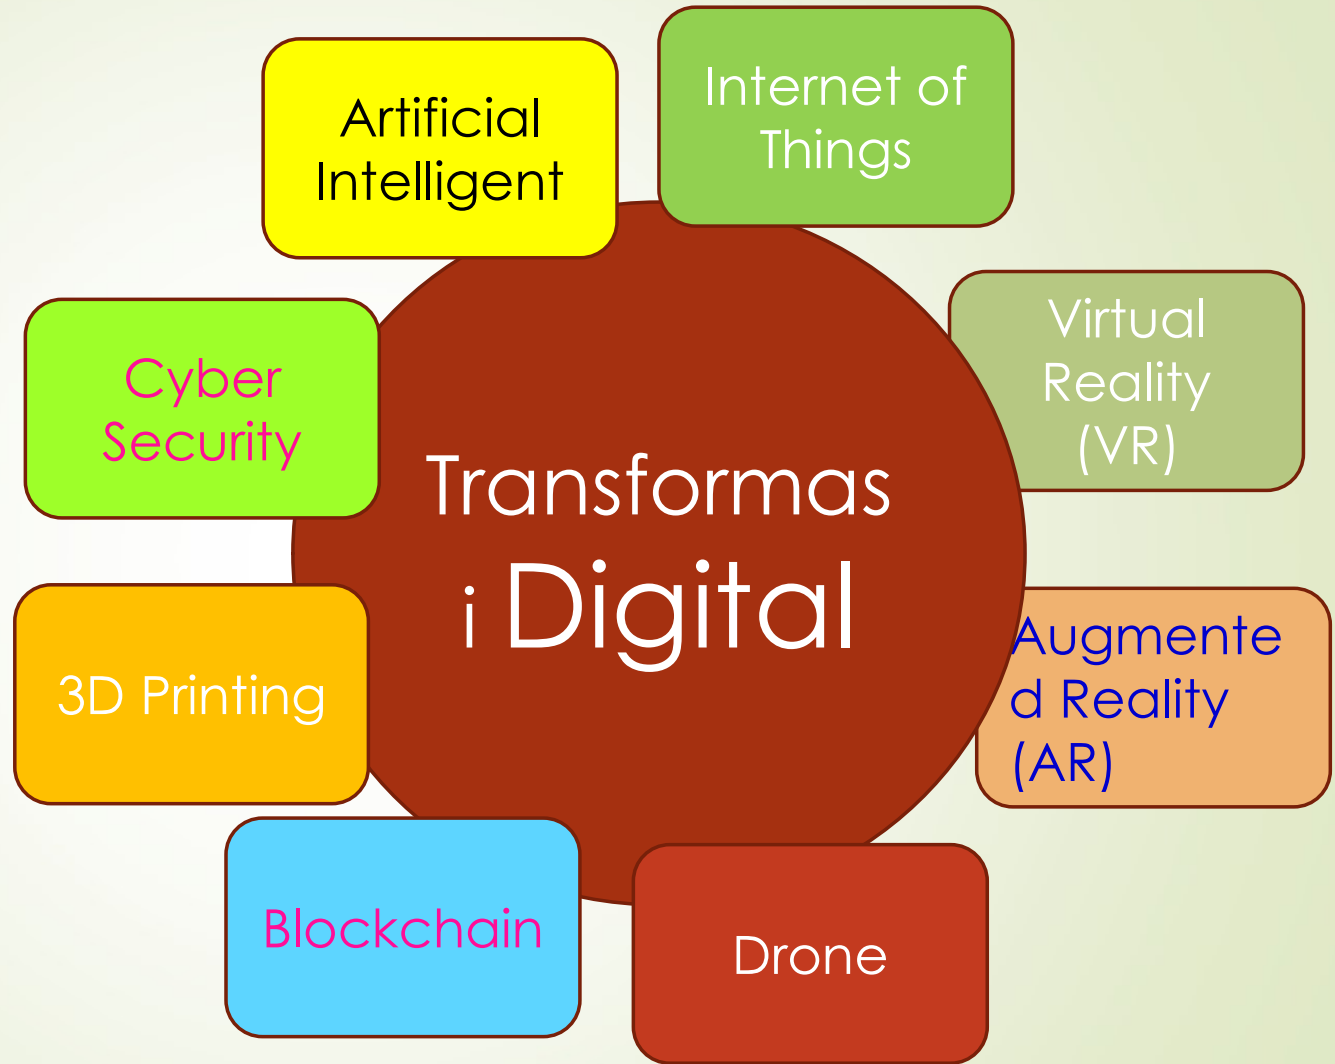 Artificial
Intelligent
Internet of
Things
Virtual
Reality
(VR)
Augmente
d Reality
(AR)
Drone
Blockchain
3D Printing
Cyber
Security
Transformas
i Digital